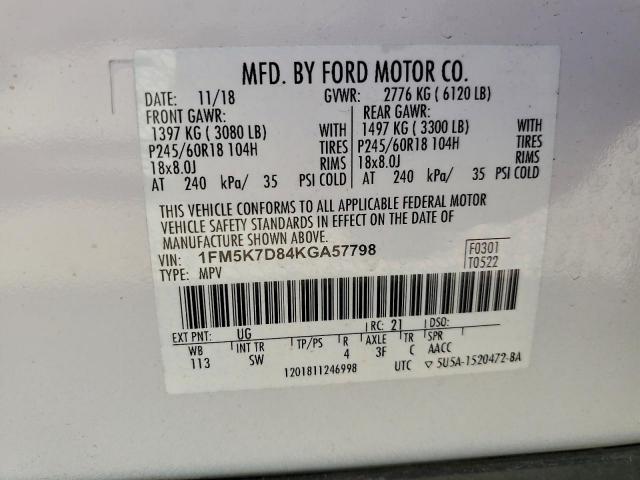 MFD. BY FORD MOTOR CO.
DATE: 11/18 GVWR: 2776 KG ( 6120 LB)
FRONT GAWR: REAR GAWR:
1397 KG ( 3080 LB) WITH 1497 KG ( 3300 LB) WITH
P245/60R18 104H TIRES P245/60R18 104H TIRES
18x8.0J RIMS 18x8.0J RIMS
AT 240 kPa/ 35 PSI COLD AT 240 kPa/ 35 PSI COLD
THIS VEHICLE CONFORMS TO ALL APPLICABLE FEDERAL MOTOR
VEHICLE SAFETY STANDARDS IN EFFECT ON THE DATE OF
MANUFACTURE SHOWN ABOVE.
VIN: 1FM5K7D84KGA57798 F0301
TYPE: MPV T0522
EXT PNT: UG RC: 21 DSO:
WB INT TR TP/PS R AXLE TR SPR
113 SW 4 3F C AACC
1201811246998 UTC ▽ 5U5A-1520472-BA